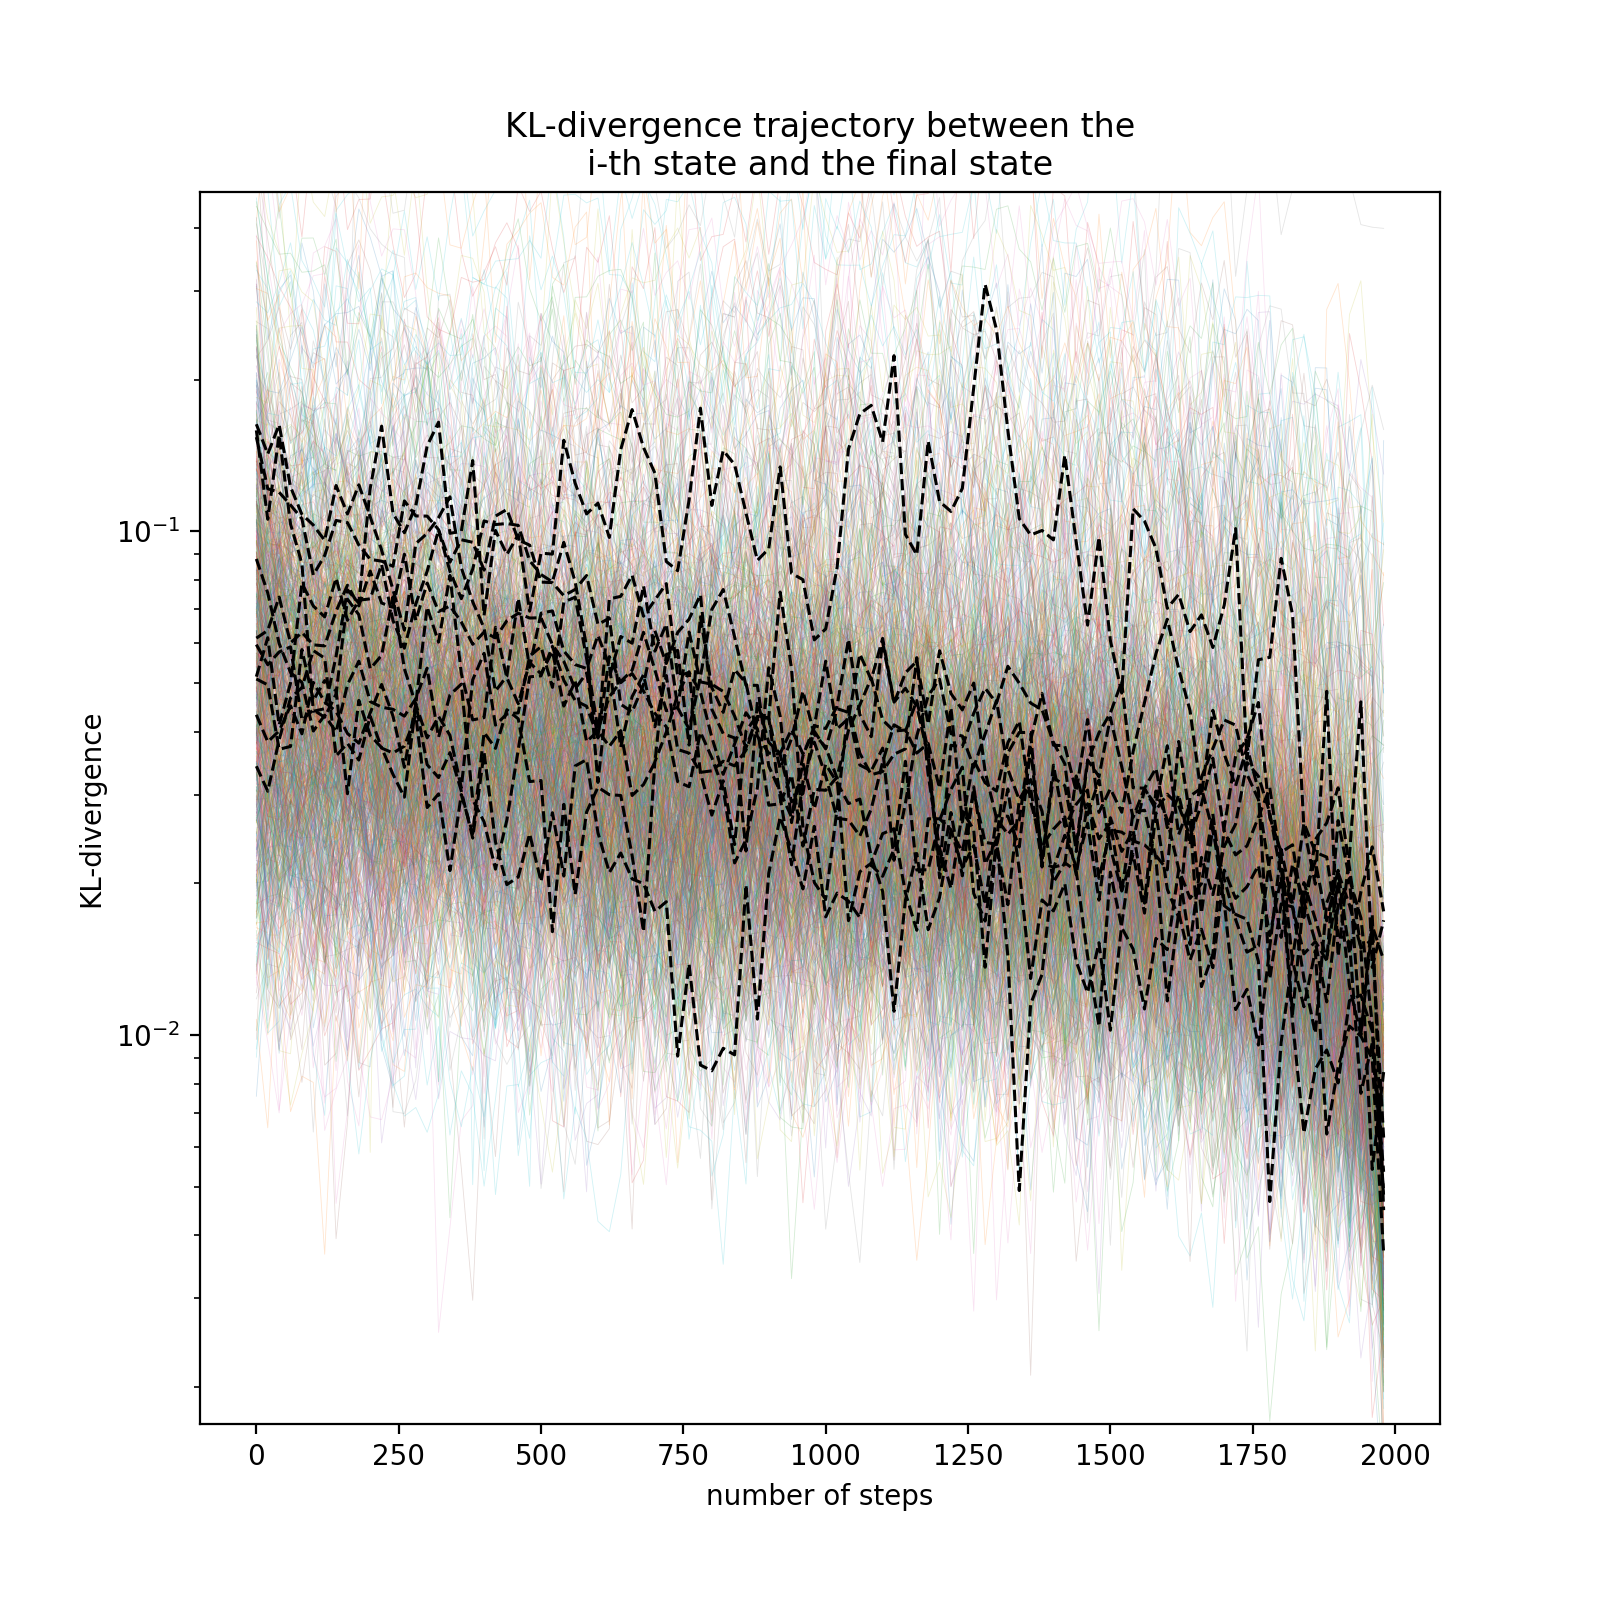 KL-divergence trajectory between the
i-th state and the final state
KL-divergence
10⁻¹
10⁻²
0 250 500 750 1000 1250 1500 1750 2000
number of steps